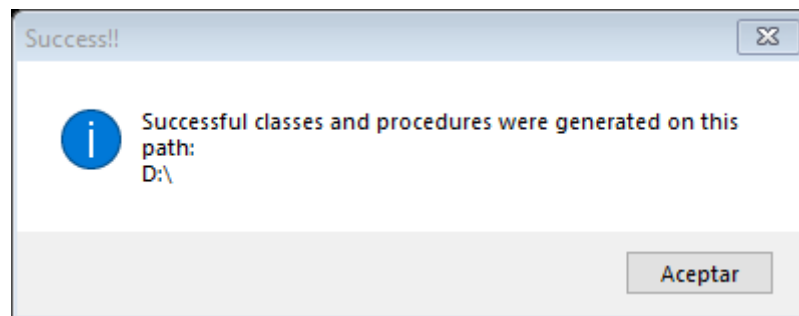 Success!!
Successful classes and procedures were generated on this
path:
D:\
Aceptar